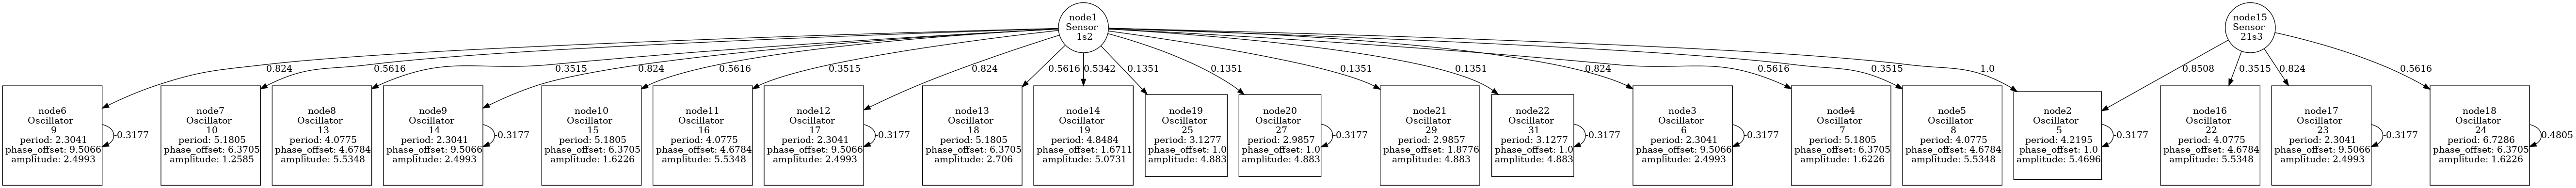 node1
Sensor
1s2
node15
Sensor
21s3
0.824
-0.5616
-0.3515
0.824
-0.5616
-0.3515
0.824
-0.5616
0.5342
0.1351
0.1351
0.1351
0.1351
0.824
-0.5616
-0.3515
1.0
0.8508
-0.3515
0.824
-0.5616
node6
Oscillator
9
period: 2.3041
phase_offset: 9.5066
amplitude: 2.4993
-0.3177
node7
Oscillator
10
period: 5.1805
phase_offset: 6.3705
amplitude: 1.2585
node8
Oscillator
13
period: 4.0775
phase_offset: 4.6784
amplitude: 5.5348
node9
Oscillator
14
period: 2.3041
phase_offset: 9.5066
amplitude: 2.4993
-0.3177
node10
Oscillator
15
period: 5.1805
phase_offset: 6.3705
amplitude: 1.6226
node11
Oscillator
16
period: 4.0775
phase_offset: 4.6784
amplitude: 5.5348
node12
Oscillator
17
period: 2.3041
phase_offset: 9.5066
amplitude: 2.4993
-0.3177
node13
Oscillator
18
period: 5.1805
phase_offset: 6.3705
amplitude: 2.706
node14
Oscillator
19
period: 4.8484
phase_offset: 1.6711
amplitude: 5.0731
node19
Oscillator
25
period: 3.1277
phase_offset: 1.0
amplitude: 4.883
node20
Oscillator
27
period: 2.9857
phase_offset: 1.0
amplitude: 4.883
-0.3177
node21
Oscillator
29
period: 2.9857
phase_offset: 1.8776
amplitude: 4.883
node22
Oscillator
31
period: 3.1277
phase_offset: 1.0
amplitude: 4.883
-0.3177
node3
Oscillator
6
period: 2.3041
phase_offset: 9.5066
amplitude: 2.4993
-0.3177
node4
Oscillator
7
period: 5.1805
phase_offset: 6.3705
amplitude: 1.6226
node5
Oscillator
8
period: 4.0775
phase_offset: 4.6784
amplitude: 5.5348
node2
Oscillator
5
period: 4.2195
phase_offset: 1.0
amplitude: 5.4696
-0.3177
node16
Oscillator
22
period: 4.0775
phase_offset: 4.6784
amplitude: 5.5348
node17
Oscillator
23
period: 2.3041
phase_offset: 9.5066
amplitude: 2.4993
-0.3177
node18
Oscillator
24
period: 6.7286
phase_offset: 6.3705
amplitude: 1.6226
0.4805